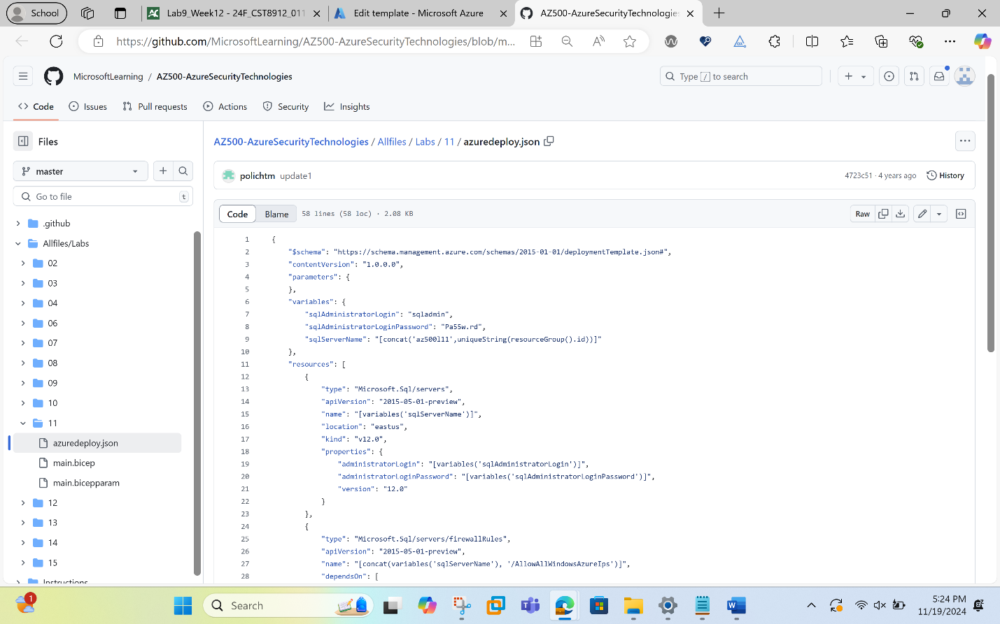 School
Lab9_Week12 - 24F_CST8912_011
Edit template - Microsoft Azure
AZ500-AzureSecurityTechnologies
https://github.com/MicrosoftLearning/AZ500-AzureSecurityTechnologies/blob/m...
MicrosoftLearning / AZ500-AzureSecurityTechnologies
Type / to search
Code
Issues
Pull requests
Actions
Security
Insights
Files
master
Go to file
t
.github
Allfiles/Labs
02
03
04
06
07
08
09
10
11
azuredeploy.json
main.bicep
main.bicepparam
12
13
14
15
Instructions
AZ500-AzureSecurityTechnologies / Allfiles / Labs / 11 / azuredeploy.json
polichtm update1
4723c51 · 4 years ago
History
Code
Blame
58 lines (58 loc) · 2.08 KB
Raw
1 {
2 "$schema": "https://schema.management.azure.com/schemas/2015-01-01/deploymentTemplate.json#",
3 "contentVersion": "1.0.0.0",
4 "parameters": {
5 },
6 "variables": {
7 "sqlAdministratorLogin": "sqladmin",
8 "sqlAdministratorLoginPassword": "Pa55w.rd",
9 "sqlServerName": "[concat('az500l11',uniqueString(resourceGroup().id))]"
10 },
11 "resources": [
12 {
13 "type": "Microsoft.Sql/servers",
14 "apiVersion": "2015-05-01-preview",
15 "name": "[variables('sqlServerName')]",
16 "location": "eastus",
17 "kind": "v12.0",
18 "properties": {
19 "administratorLogin": "[variables('sqlAdministratorLogin')]",
20 "administratorLoginPassword": "[variables('sqlAdministratorLoginPassword')]",
21 "version": "12.0"
22 }
23 },
24 {
25 "type": "Microsoft.Sql/servers/firewallRules",
26 "apiVersion": "2015-05-01-preview",
27 "name": "[concat(variables('sqlServerName'), '/AllowAllWindowsAzureIps')]",
28 "dependsOn": [
1
Search
5:24 PM
11/19/2024